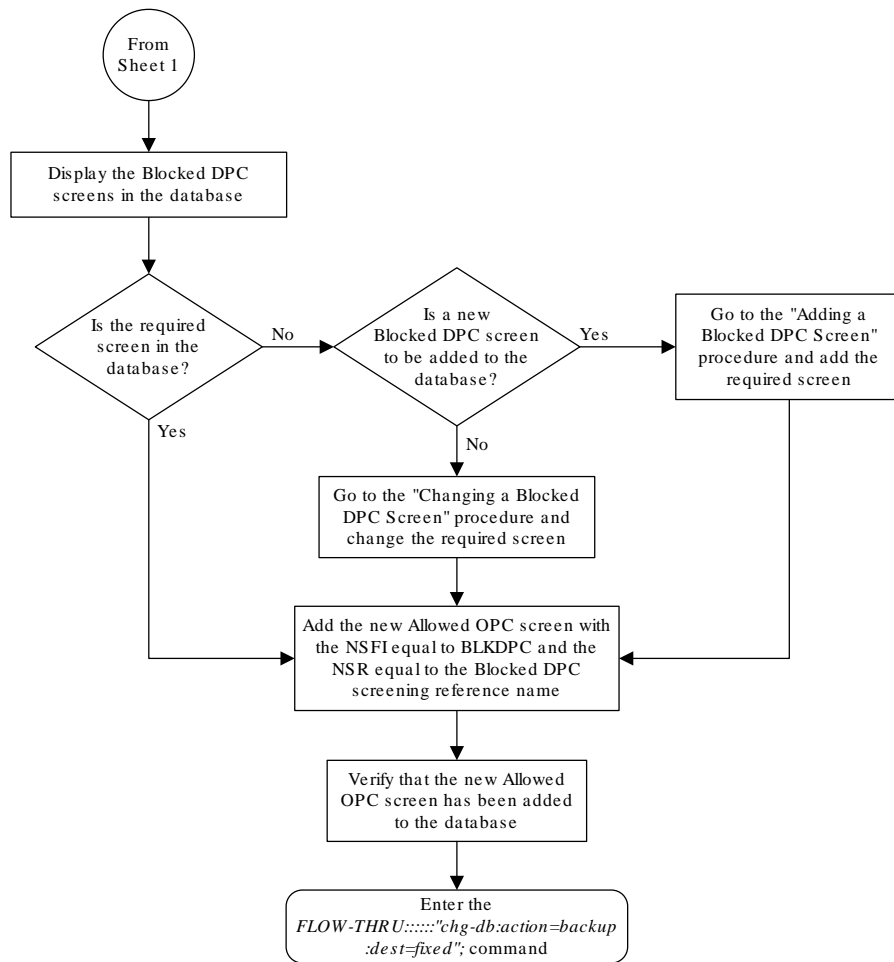 From
Sheet 1
Display the Blocked DPC
screens in the database
Is the required
screen in the
database?
No
Yes
Is a new
Blocked DPC screen
to be added to the
database?
Yes
No
Go to the "Adding a
Blocked DPC Screen"
procedure and add the
required screen
Go to the "Changing a Blocked
DPC Screen" procedure and
change the required screen
Add the new Allowed OPC screen with
the NSFI equal to BLKDPC and the
NSR equal to the Blocked DPC
screening reference name
Verify that the new Allowed
OPC screen has been added
to the database
Enter the
FLOW-THRU::::::"chg-db:action=backup
:dest=fixed"; command